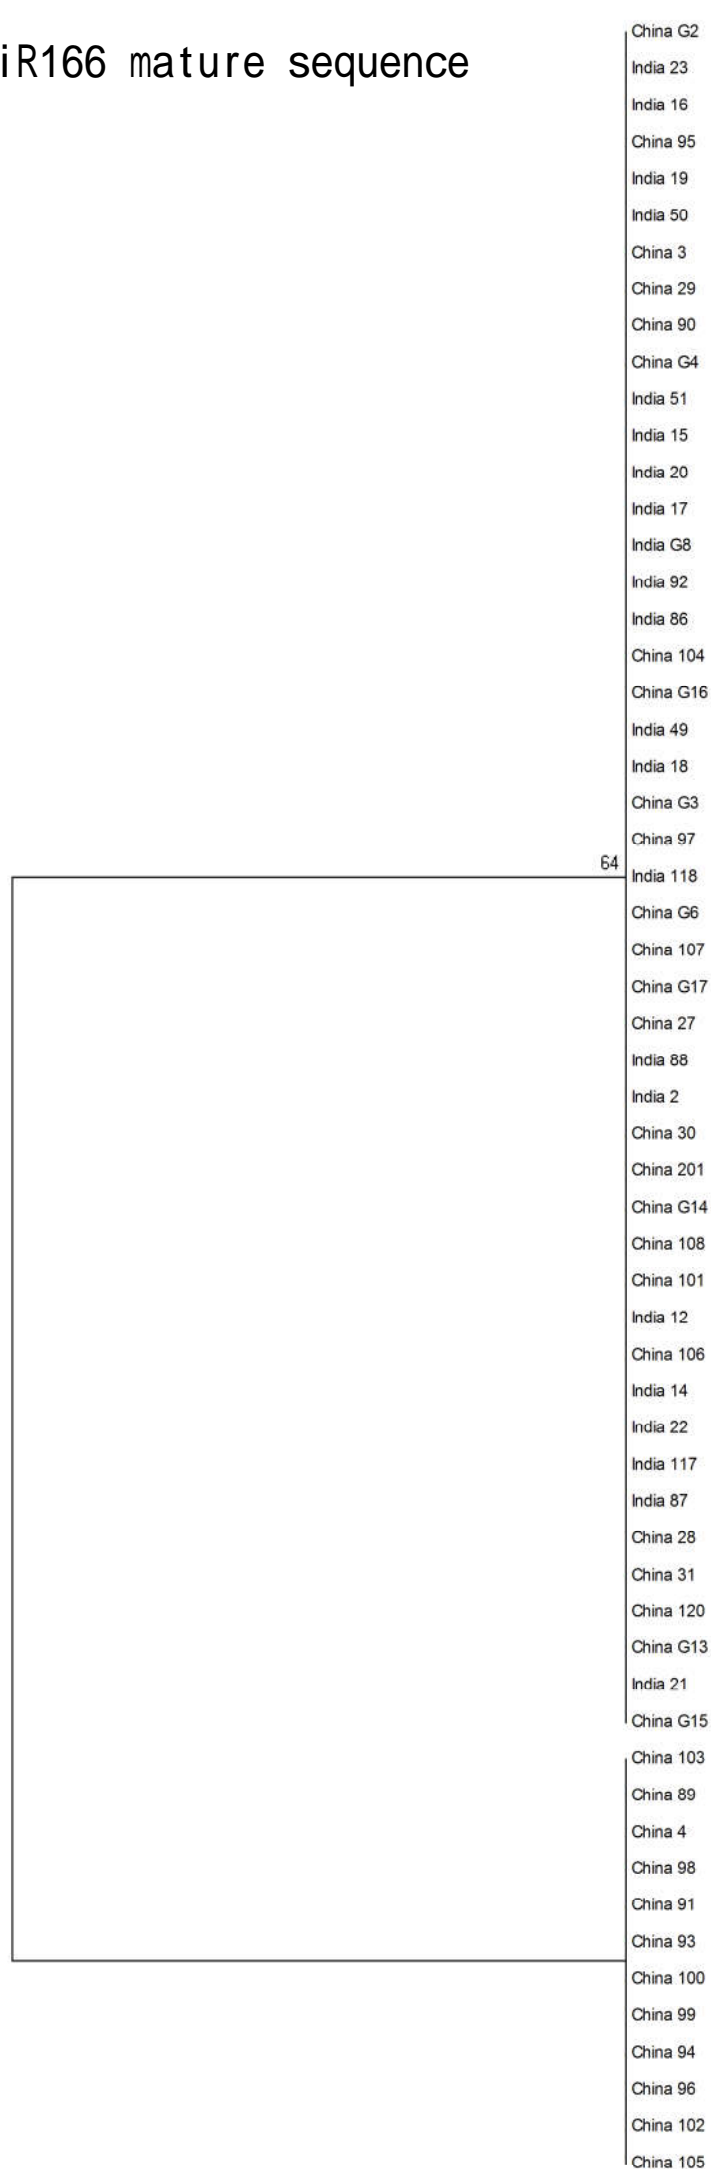 iR166 mature sequence
China G2
India 23
India 16
China 95
India 19
India 50
China 3
China 29
China 90
China G4
India 51
India 15
India 20
India 17
India G8
India 92
India 86
China 104
China G16
India 49
India 18
China G3
China 97
64
India 118
China G6
China 107
China G17
China 27
India 88
India 2
China 30
China 201
China G14
China 108
China 101
India 12
China 106
India 14
India 22
India 117
India 87
China 28
China 31
China 120
China G13
India 21
China G15
China 103
China 89
China 4
China 98
China 91
China 93
China 100
China 99
China 94
China 96
China 102
China 105